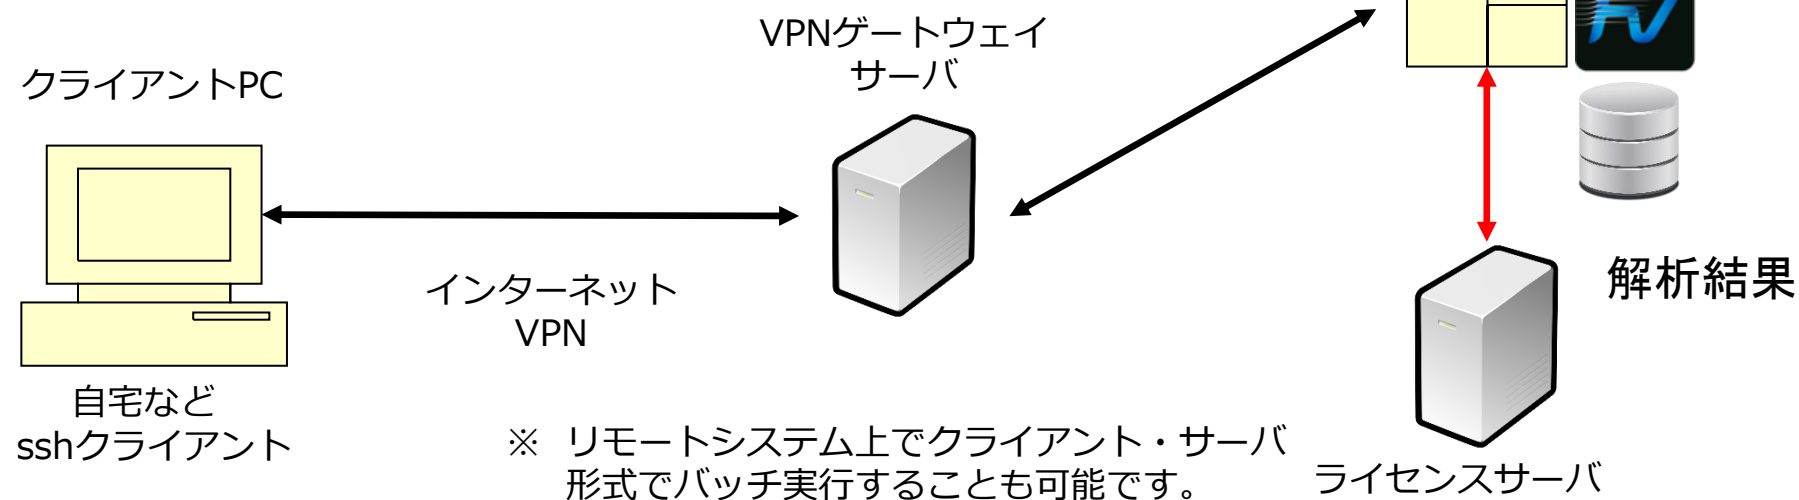 VPNゲートウェイ
サーバ
クライアントPC
インターネット
VPN
解析結果
自宅など
sshクライアント
※ リモートシステム上でクライアント・サーバ
形式でバッチ実行することも可能です。
ライセンスサーバ